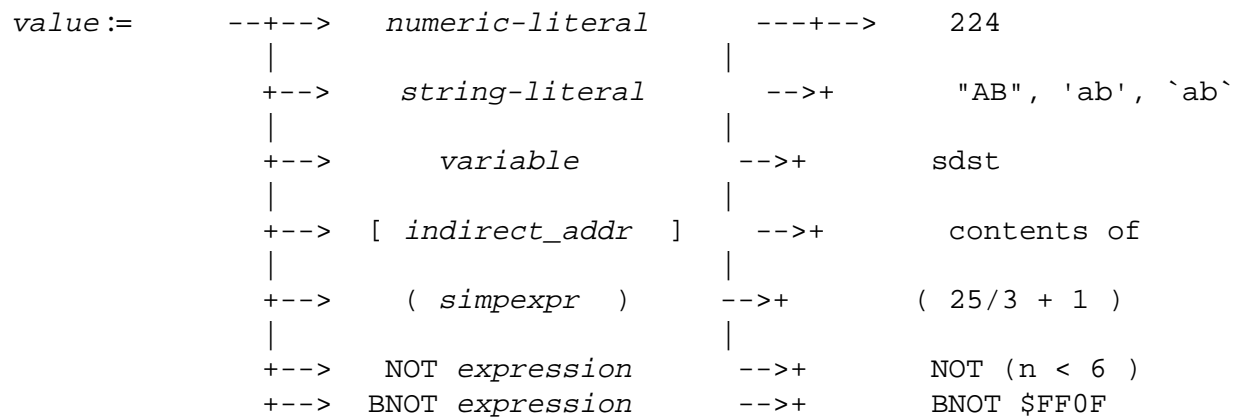 value:= --+--> numeric-literal ---+--> 224
| |
+--> string-literal -->+ "AB", 'ab', `ab`
| |
+--> variable -->+ sdst
| |
+--> [ indirect_addr ] -->+ contents of
| |
+--> ( simpexpr ) -->+ ( 25/3 + 1 )
| |
+--> NOT expression -->+ NOT (n < 6 )
+--> BNOT expression -->+ BNOT $FF0F